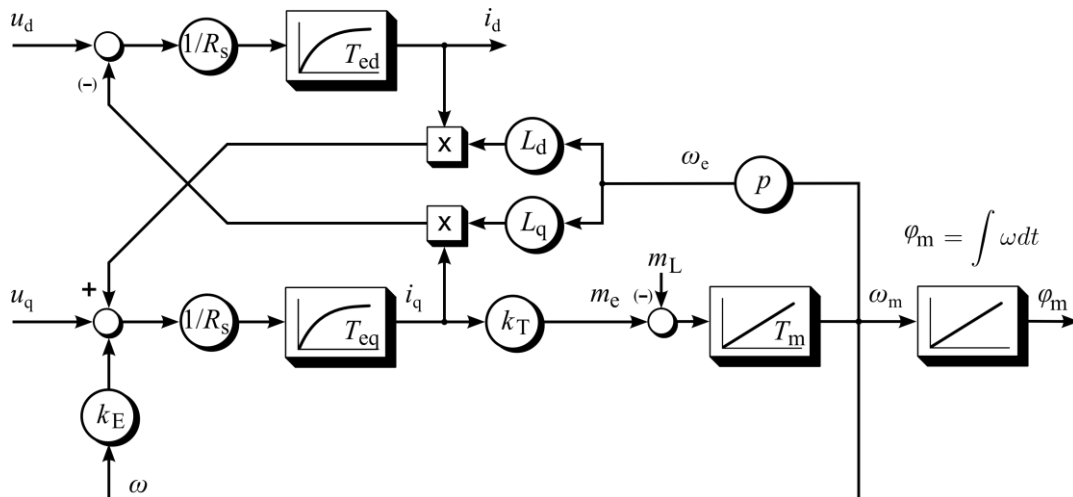 u_d
1/R_s
T_ed
i_d
(–)
x
L_d
ω_e
p
x
L_q
φ_m = ∫ ωdt
+
u_q
1/R_s
T_eq
i_q
k_T
m_e
(–)
m_L
T_m
ω_m
φ_m
k_E
ω